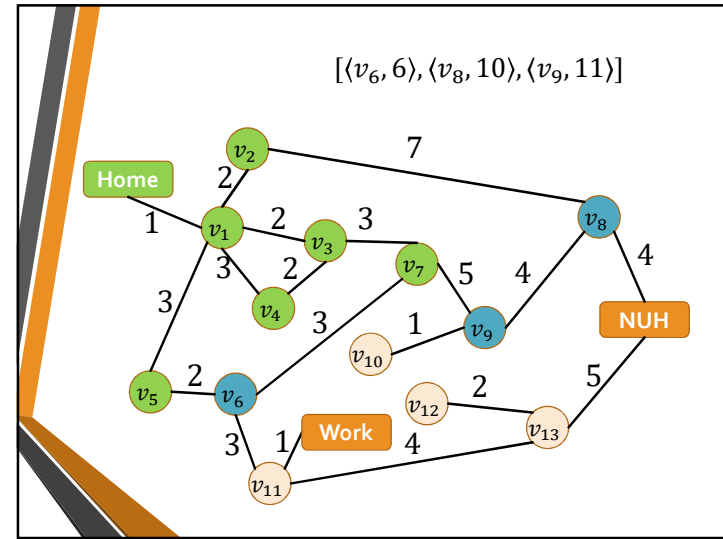 [⟨𝑣₆, 6⟩, ⟨𝑣₈, 10⟩, ⟨𝑣₉, 11⟩]
7
𝑣₂
Home
2
𝑣₈
1
𝑣₁
2
3
𝑣₃
4
3
2
𝑣₇
5
4
3
𝑣₄
3
1
𝑣₉
NUH
𝑣₁₀
2
5
𝑣₅
𝑣₆
2
𝑣₁₂
𝑣₁₃
3
1
Work
4
𝑣₁₁